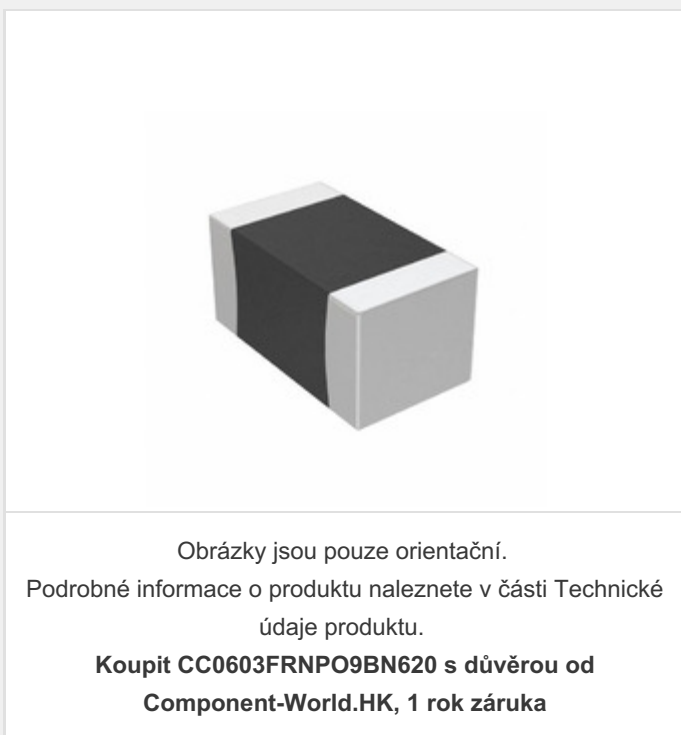 Obrázky jsou pouze orientační.
Podrobné informace o produktu naleznete v části Technické
údaje produktu.
Koupit CC0603FRNPO9BN620 s důvěrou od
Component-World.HK, 1 rok záruka